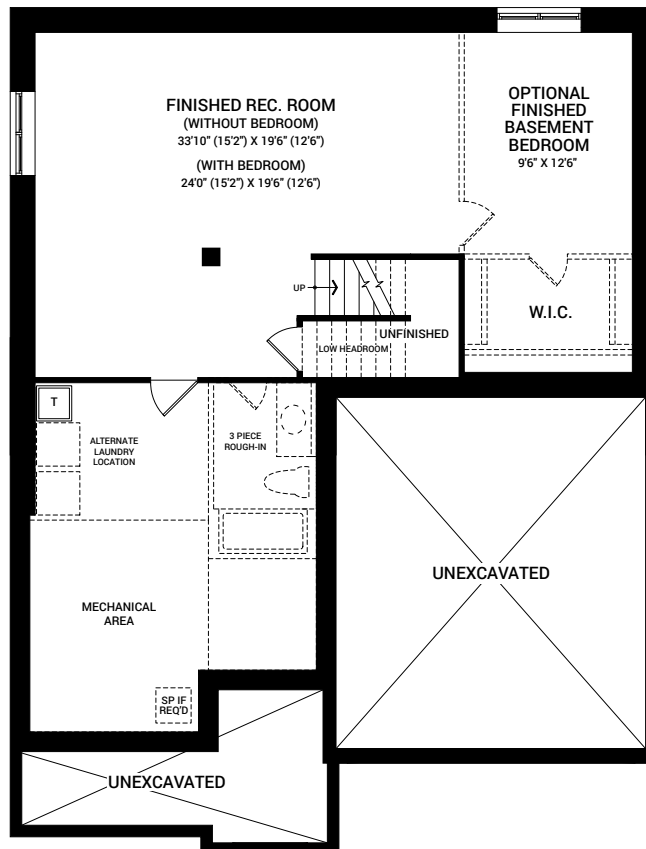 FINISHED REC. ROOM
(WITHOUT BEDROOM)
33'10" (15'2") X 19'6" (12'6")
(WITH BEDROOM)
24'0" (15'2") X 19'6" (12'6")
OPTIONAL
FINISHED
BASEMENT
BEDROOM
9'6" X 12'6"
UP
W.I.C.
UNFINISHED
LOW HEADROOM
T
ALTERNATE
LAUNDRY
LOCATION
3 PIECE
ROUGH-IN
UNEXCAVATED
MECHANICAL
AREA
SP IF
REQ'D
UNEXCAVATED